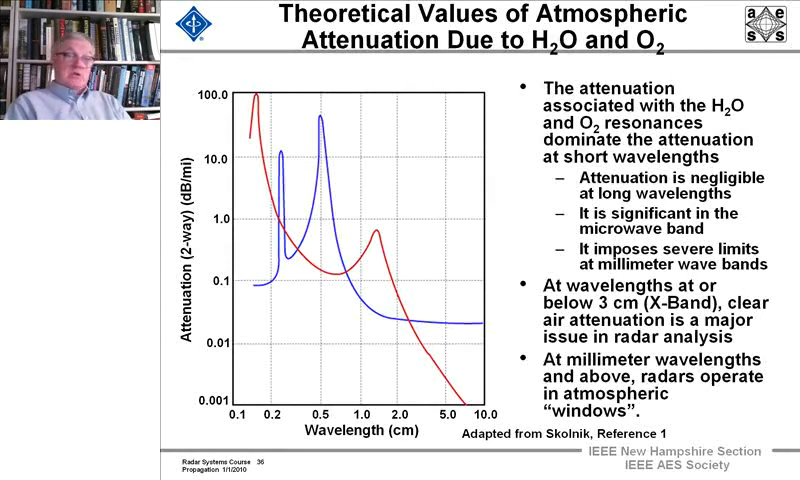 Theoretical Values of Atmospheric
Attenuation Due to H₂O and O₂
a e
s s
100.0
10.0
1.0
0.1
0.01
0.001
Attenuation (2-way) (dB/mi)
0.1 0.2 0.5 1.0 2.0 5.0 10.0
Wavelength (cm)
• The attenuation
associated with the H₂O
and O₂ resonances
dominate the attenuation
at short wavelengths
– Attenuation is negligible
at long wavelengths
– It is significant in the
microwave band
– It imposes severe limits
at millimeter wave bands
• At wavelengths at or
below 3 cm (X-Band), clear
air attenuation is a major
issue in radar analysis
• At millimeter wavelengths
and above, radars operate
in atmospheric
“windows”.
Adapted from Skolnik, Reference 1
Radar Systems Course 36
Propagation 1/1/2010
IEEE New Hampshire Section
IEEE AES Society